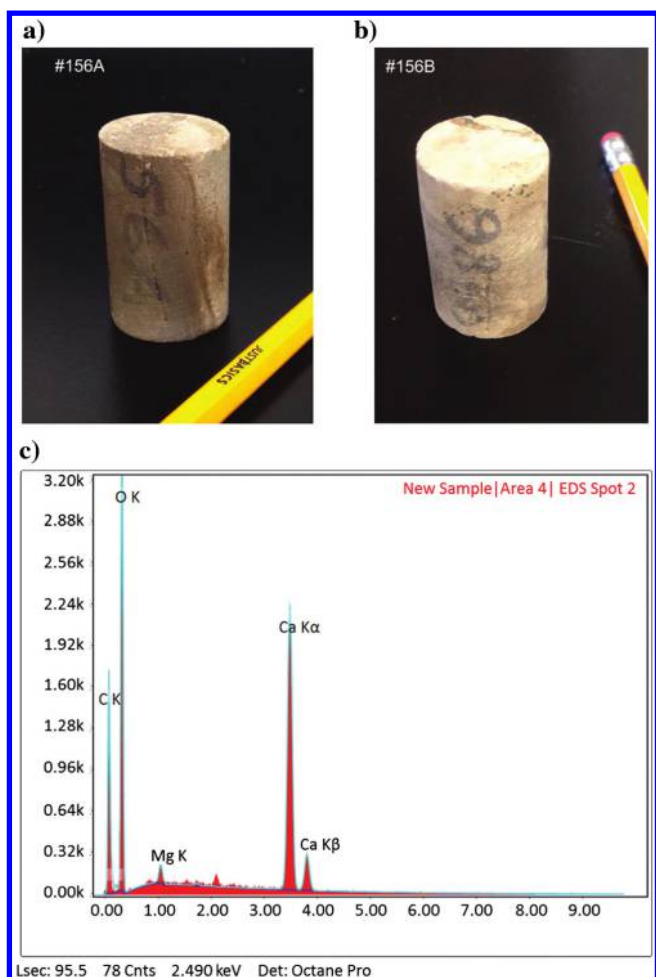 a)
b)
#156A
#156B
JUSTBASICS
c)
New Sample|Area 4| EDS Spot 2
3.20k
2.88k
2.56k
2.24k
1.92k
1.60k
1.28k
0.96k
0.64k
0.32k
0.00k
O K
C K
Ca Kα
Ca Kβ
Mg K
0.00 1.00 2.00 3.00 4.00 5.00 6.00 7.00 8.00 9.00
Lsec: 95.5 78 Cnts 2.490 keV Det: Octane Pro